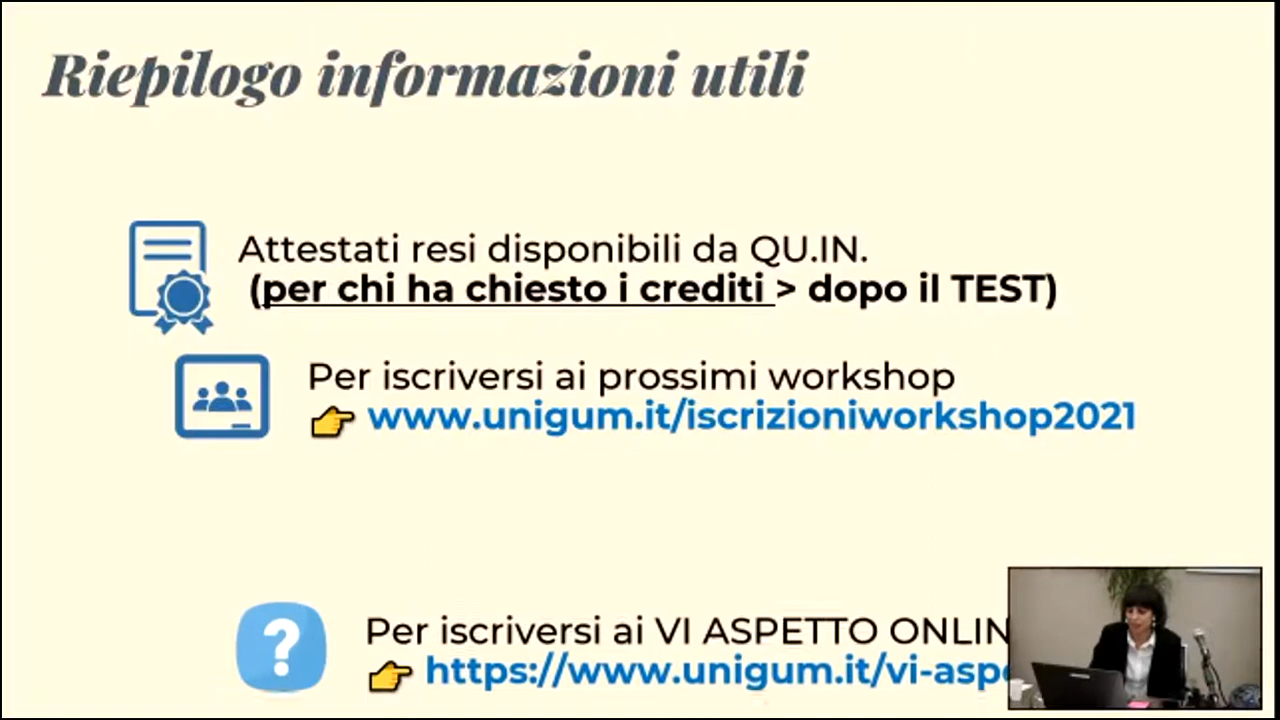 Riepilogo informazioni utili
Attestati resi disponibili da QU.IN.
(per chi ha chiesto i crediti > dopo il TEST)
Per iscriversi ai prossimi workshop
👉 www.unigum.it/iscrizioniworkshop2021
?
Per iscriversi ai VI ASPETTO ONLIN
👉 https://www.unigum.it/vi-aspe